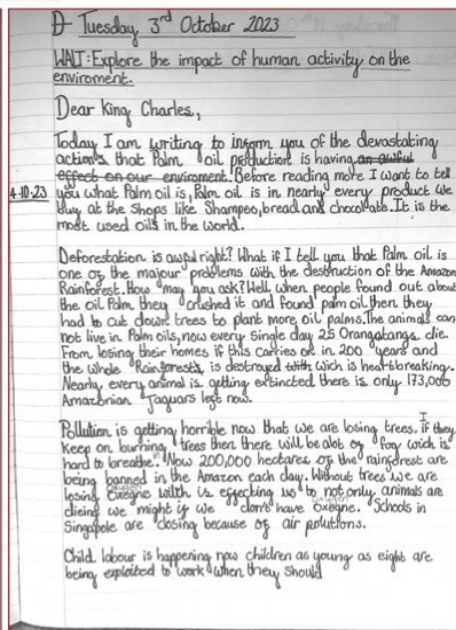 D- Tuesday 3rd October 2023
WALT: Explore the impact of human activity on the
enviroment.
Dear King Charles,
Today I am writing to inform you of the devastating
actions that Palm oil production is having an awful
effect on our enviroment. Before reading more I want to tell
4.10.23 you what Palm oil is, Palm oil is in nearly every product we
buy at the shops like Shampoo, bread and chocolate. It is the
most used oils in the world.
Deforestation is awful right? What if I tell you that Palm oil is
one of the majour problems with the destruction of the Amazon
Rainforest. How may you ask? Well when people found out about
the oil Palm they crushed it and found pam oil then they
had to cut down trees to plant more oil palms. The animals can
not live in Palm oils, now every single day 25 Orangatangs die.
From losing their homes if this carries on in 200 years and
the whole Rainforests is destroyed with wich is heartbreaking.
Nearly every animal is getting extincted there is only 173,000
Amazonian Jaguars left now.
Pollution is getting horrible now that we are losing trees. If they
keep on burning trees then there will be alot of fog wich is
hard to breathe. Now 200,000 hectares of the rainforest are
being banned in the Amazon each day. Without trees we are
losing Oxegne witch is effecting us to not only animals are
dieing we might if we don't have oxegne. Schools in
Singapole are closing because of air polutions.
Child labour is happening now children as young as eight are
being exploited to work when they should